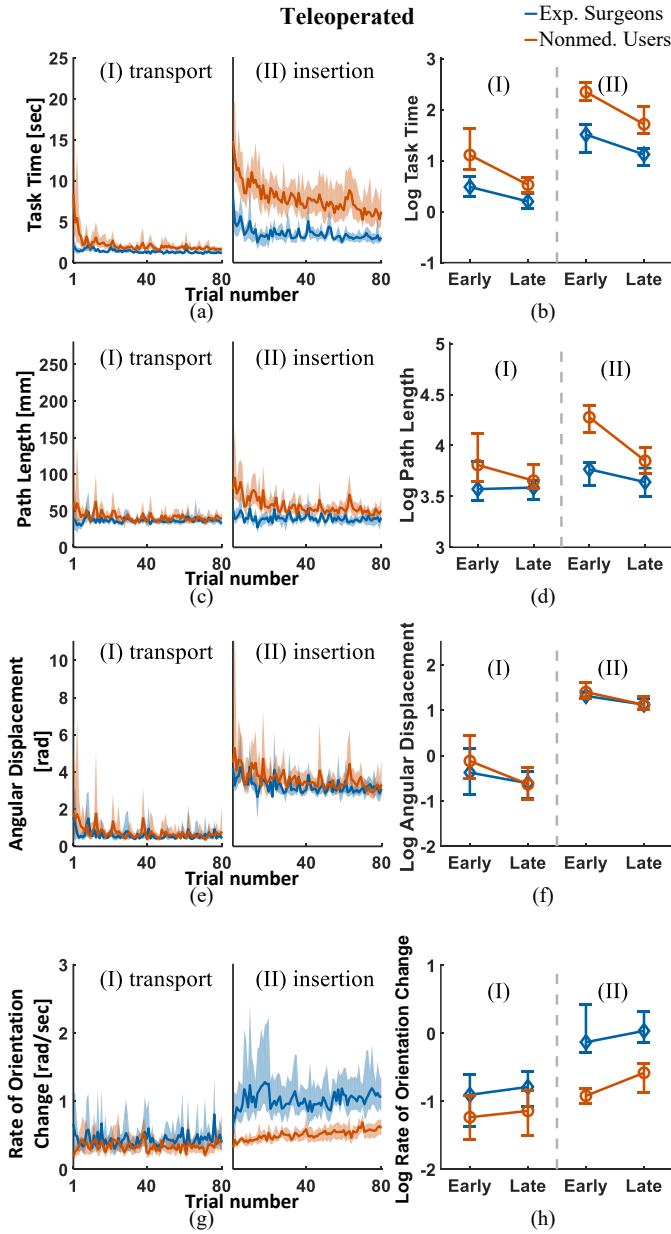 Teleoperated
Exp. Surgeons
Nonmed. Users
(I) transport
(II) insertion
Task Time [sec]
25
20
15
10
5
0
1
40
80
40
80
Trial number
(a)
(I)
(II)
Log Task Time
3
2
1
0
-1
Early
Late
Early
Late
(b)
(I) transport
(II) insertion
Path Length [mm]
250
200
150
100
50
0
1
40
80
40
80
Trial number
(c)
(I)
(II)
Log Path Length
5
4.5
4
3.5
3
Early
Late
Early
Late
(d)
(I) transport
(II) insertion
Angular Displacement
[rad]
10
8
6
4
2
0
1
40
80
40
80
Trial number
(e)
(I)
(II)
Log Angular Displacement
2
1
0
-1
-2
Early
Late
Early
Late
(f)
(I) transport
(II) insertion
Rate of Orientation
Change [rad/sec]
3
2
1
0
1
40
80
40
80
Trial number
(g)
(I)
(II)
Log Rate of Orientation Change
1
0
-1
-2
Early
Late
Early
Late
(h)